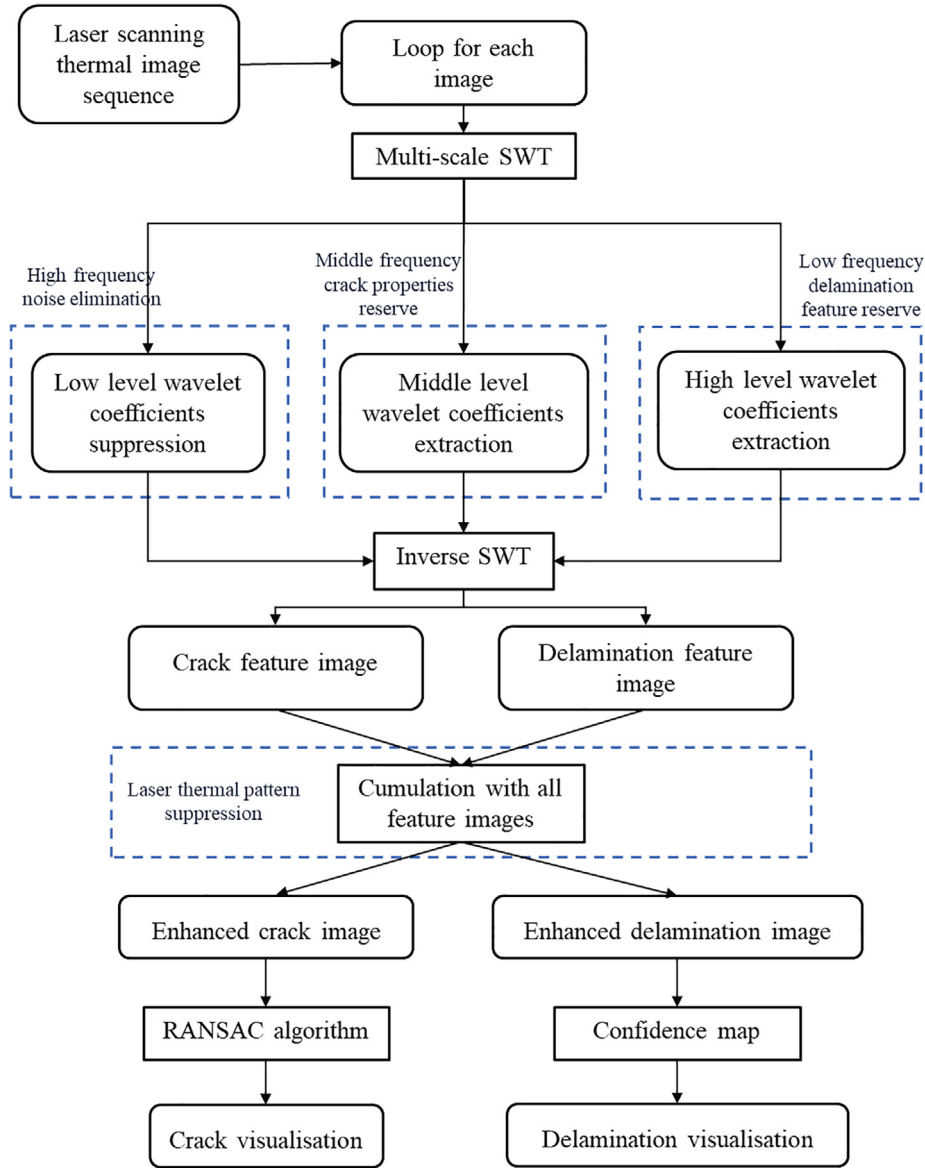 Laser scanning
thermal image
sequence
Loop for each
image
Multi-scale SWT
High frequency
noise elimination
Middle frequency
crack properties
reserve
Low frequency
delamination
feature reserve
Low level wavelet
coefficients
suppression
Middle level
wavelet coefficients
extraction
High level wavelet
coefficients
extraction
Inverse SWT
Crack feature image
Delamination feature
image
Laser thermal pattern
suppression
Cumulation with all
feature images
Enhanced crack image
Enhanced delamination image
RANSAC algorithm
Confidence map
Crack visualisation
Delamination visualisation